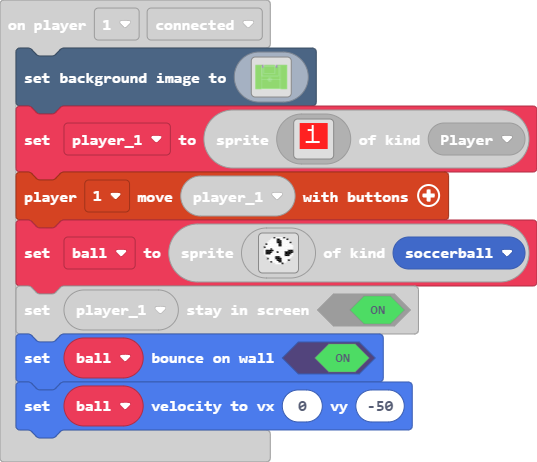 on player 1 connected
set background image to
set player_1 to sprite 1 of kind Player
player 1 move player_1 with buttons
set ball to sprite of kind soccerball
set player_1 stay in screen ON
set ball bounce on wall ON
set ball velocity to vx 0 vy -50